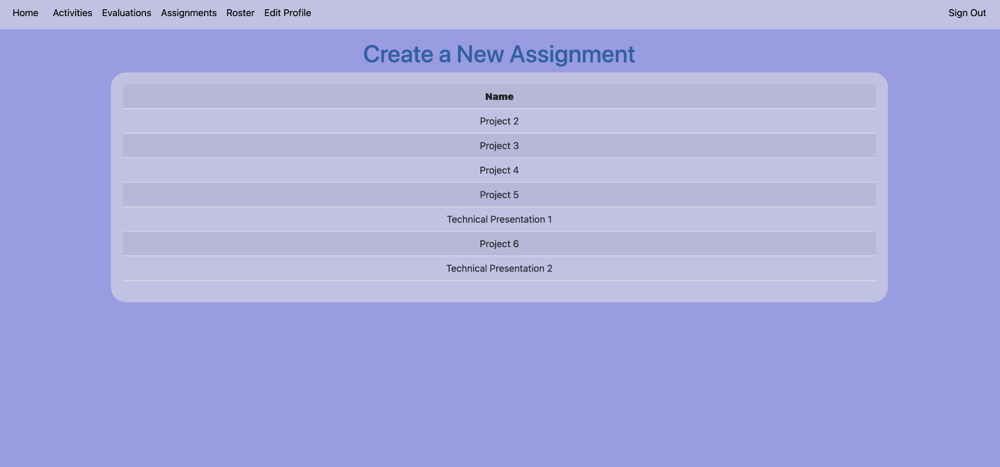 Home Activities Evaluations Assignments Roster Edit Profile Sign Out
Create a New Assignment
Name
Project 2
Project 3
Project 4
Project 5
Technical Presentation 1
Project 6
Technical Presentation 2